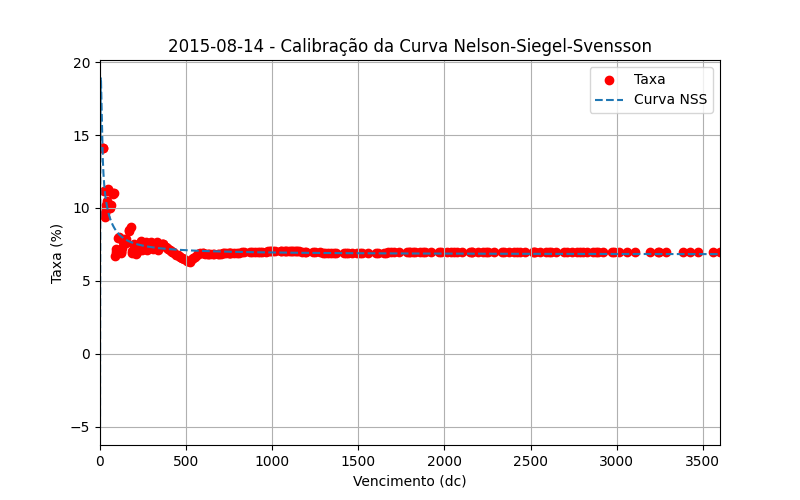 2015-08-14 - Calibração da Curva Nelson-Siegel-Svensson
Taxa
Curva NSS
Taxa (%)
20
15
10
5
0
−5
0 500 1000 1500 2000 2500 3000 3500
Vencimento (dc)